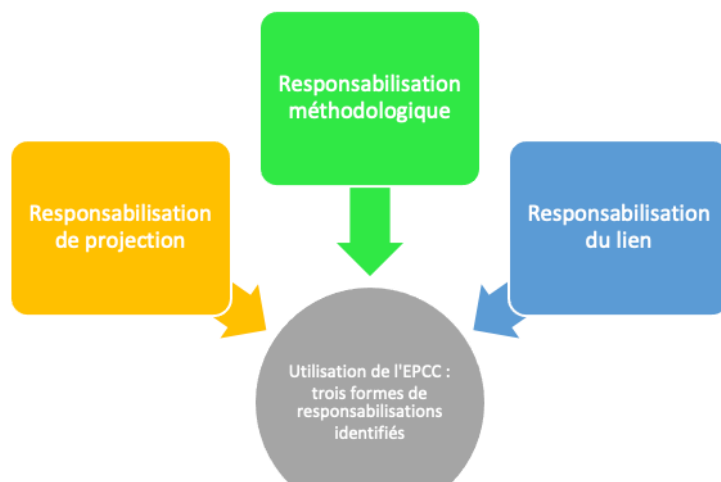 Responsabilisation
méthodologique
Responsabilisation
de projection
Responsabilisation
du lien
Utilisation de l'EPCC :
trois formes de
responsabilisations
identifiés